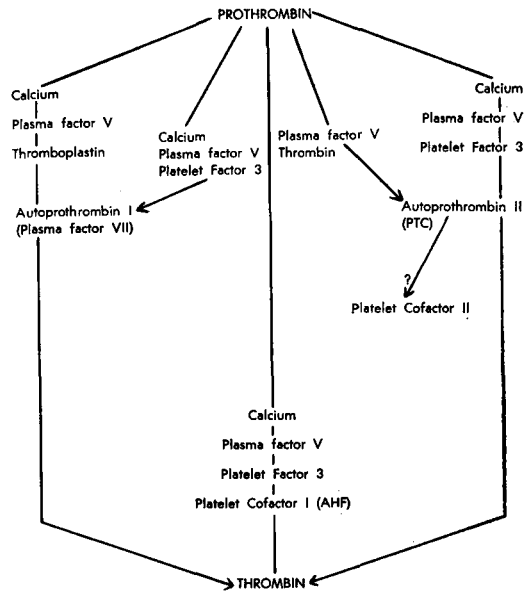 PROTHROMBIN
Calcium
Plasma factor V
Thromboplastin
Autoprothrombin I
(Plasma factor VII)
Calcium
Plasma factor V
Platelet Factor 3
Plasma factor V
Thrombin
Calcium
Plasma factor V
Platelet Factor 3
Autoprothrombin II
(PTC)
?
Platelet Cofactor II
Calcium
Plasma factor V
Platelet Factor 3
Platelet Cofactor I (AHF)
THROMBIN